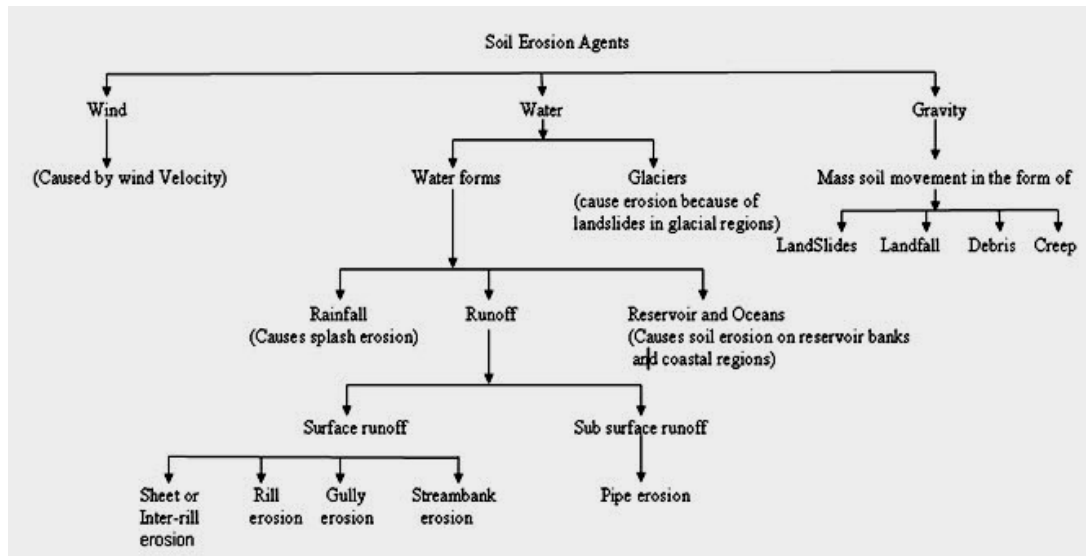 Soil Erosion Agents
Wind
Water
Gravity
(Caused by wind Velocity)
Water forms
Glaciers
(cause erosion because of
landslides in glacial regions)
Mass soil movement in the form of
LandSlides
Landfall
Debris
Creep
Rainfall
(Causes splash erosion)
Runoff
Reservoir and Oceans
(Causes soil erosion on reservoir banks
and coastal regions)
Surface runoff
Sub surface runoff
Sheet or
Inter-rill
erosion
Rill
erosion
Gully
erosion
Streambank
erosion
Pipe erosion